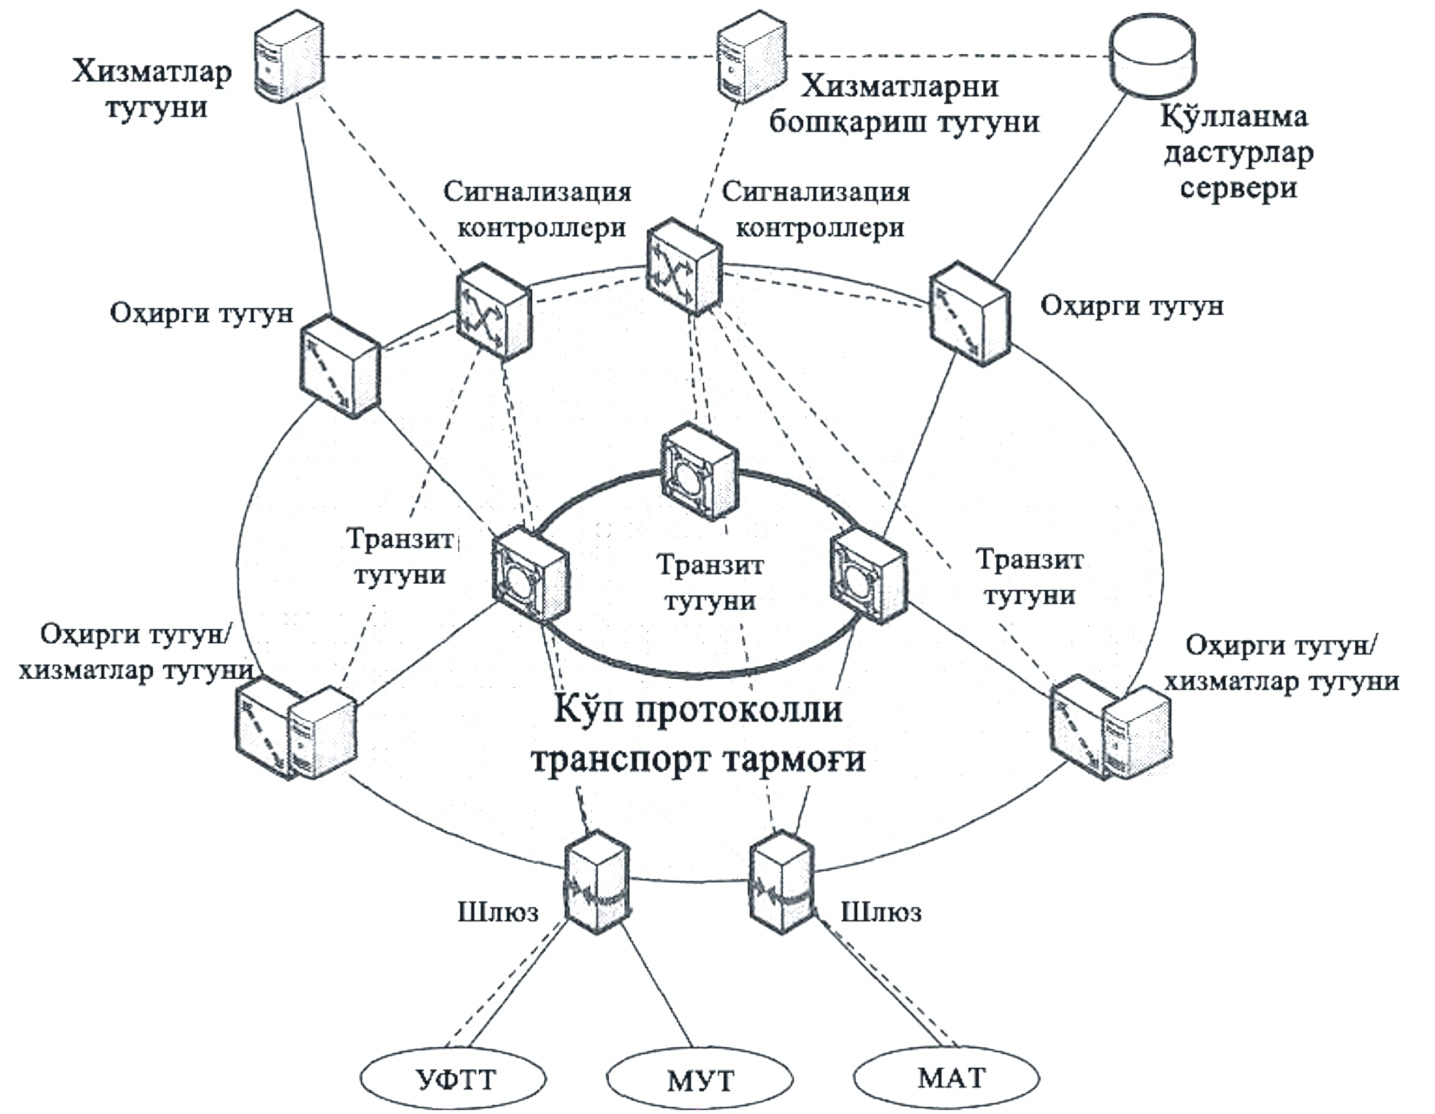 Хизматлар
тугуни
Хизматларни
бошқариш тугуни
Қўлланма
дастурлар
сервери
Сигнализация
контроллери
Сигнализация
контроллери
Оҳирги тугун
Оҳирги тугун
Транзит
тугуни
Транзит
тугуни
Транзит
тугуни
Оҳирги тугун/
хизматлар тугуни
Оҳирги тугун/
хизматлар тугуни
Кўп протоколли
транспорт тармоғи
Шлюз
Шлюз
УФТТ
МУТ
МАТ